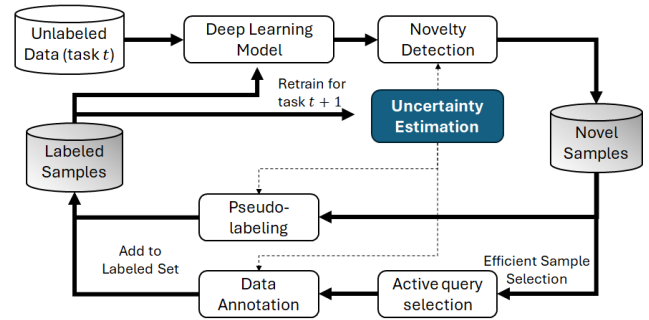 Unlabeled
Data (task t)
Deep Learning
Model
Novelty
Detection
Retrain for
task t + 1
Uncertainty
Estimation
Novel
Samples
Labeled
Samples
Pseudo-
labeling
Add to
Labeled Set
Data
Annotation
Active query
selection
Efficient Sample
Selection